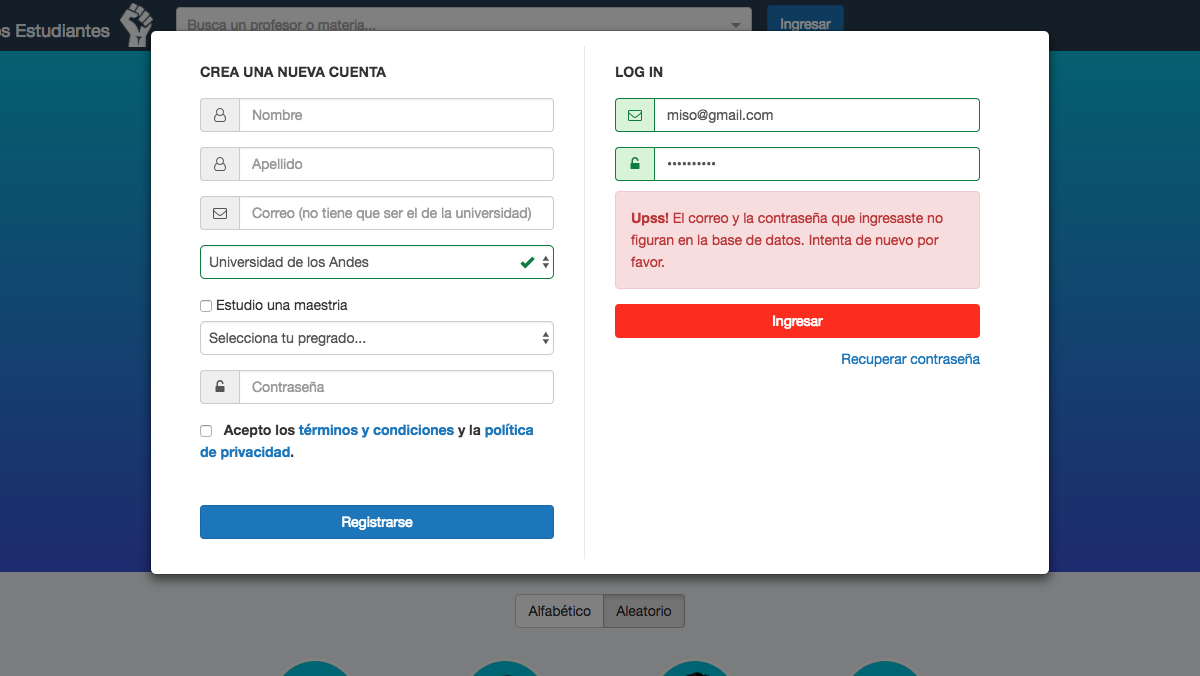 s Estudiantes
Busca un profesor o materia...
Ingresar
CREA UNA NUEVA CUENTA
Nombre
Apellido
Correo (no tiene que ser el de la universidad)
Universidad de los Andes
Estudio una maestria
Selecciona tu pregrado...
Contraseña
Acepto los términos y condiciones y la política
de privacidad.
Registrarse
LOG IN
miso@gmail.com
••••••••••
Upss! El correo y la contraseña que ingresaste no
figuran en la base de datos. Intenta de nuevo por
favor.
Ingresar
Recuperar contraseña
Alfabético
Aleatorio